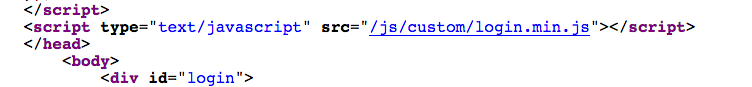 </script>
<script type="text/javascript" src="/js/custom/login.min.js"></script>
</head>
<body>
<div id="login">